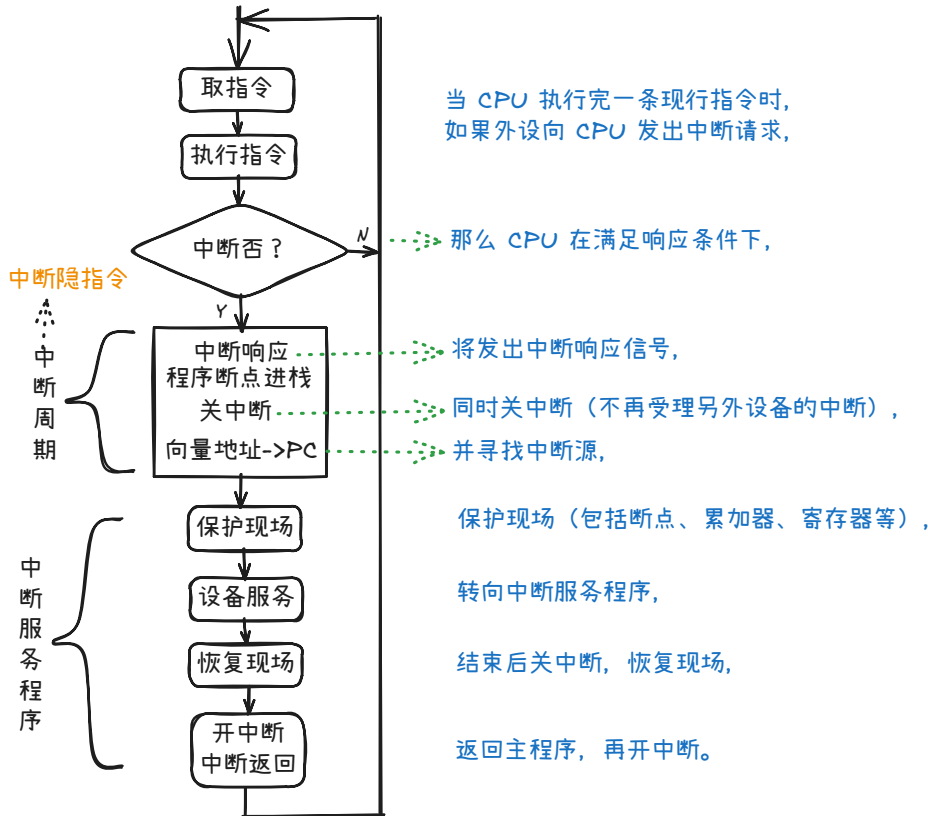 取指令
当 CPU 执行完一条现行指令时,
如果外设向 CPU 发出中断请求,
执行指令
中断否？
N
那么 CPU 在满足响应条件下,
中断隐指令
Y
中断周期
中断响应
将发出中断响应信号,
程序断点进栈
关中断
同时关中断（不再受理另外设备的中断）,
向量地址->PC
并寻找中断源,
保护现场
保护现场（包括断点、累加器、寄存器等）,
中断服务程序
设备服务
转向中断服务程序,
恢复现场
结束后关中断, 恢复现场,
开中断
中断返回
返回主程序, 再开中断。